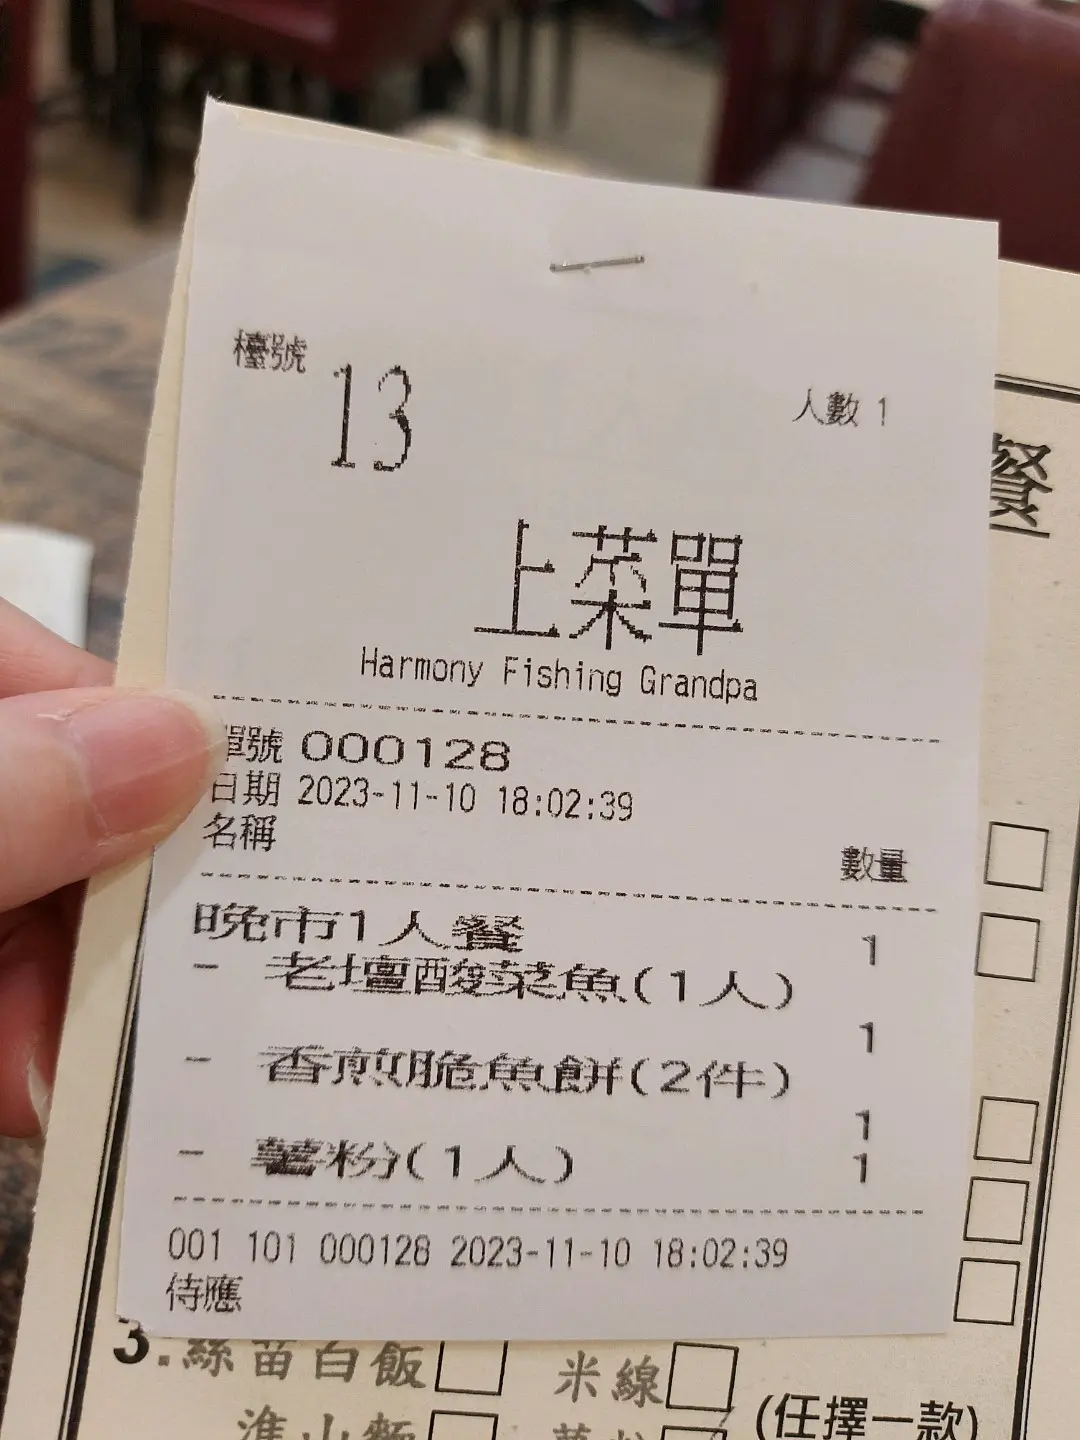 檯號 13
人數 1
餐
上菜單
Harmony Fishing Grandpa
單號 000128
日期 2023-11-10 18:02:39
名稱
數量
晚市1人餐 1
- 老壇酸菜魚(1人)
1
- 香煎脆魚餅(2件)
1
- 薯粉(1人) 1
001 101 000128 2023-11-10 18:02:39
侍應
3.絲苗白飯 米線
淮山麵
(任擇一款)